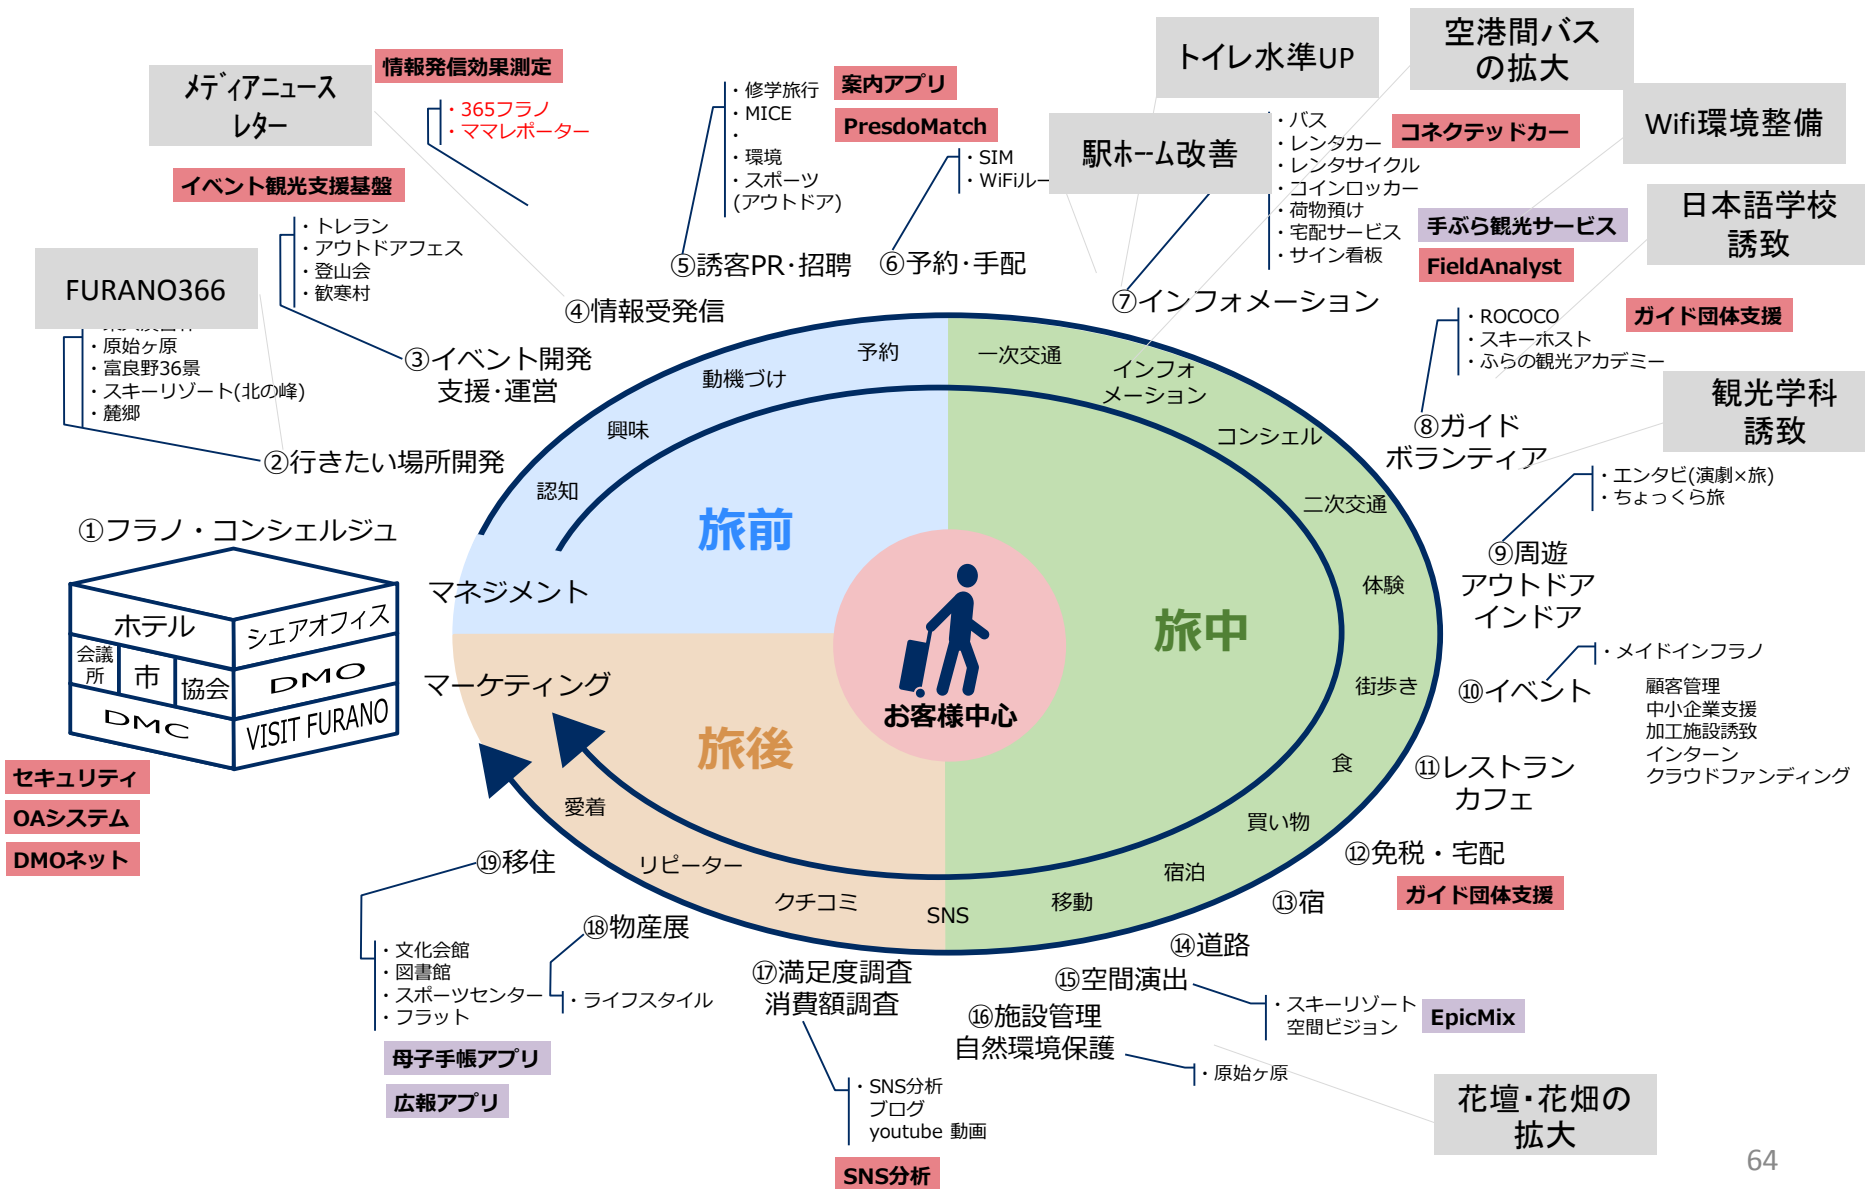 メディアニュース
レター
情報発信効果測定
・365フラノ
・ママレポーター
イベント観光支援基盤
・トレラン
・アウトドアフェス
・登山会
・歓寒村
FURANO366
・原始ヶ原
・富良野36景
・スキーリゾート(北の峰)
・麓郷
②行きたい場所開発
③イベント開発
支援・運営
④情報受発信
・修学旅行
・MICE
・
・環境
・スポーツ
(アウトドア)
⑤誘客PR・招聘
案内アプリ
PresdoMatch
・SIM
・WiFiルー
⑥予約・手配
トイレ水準UP
駅ホーム改善
空港間バス
の拡大
Wifi環境整備
・バス
・レンタカー
・レンタサイクル
・コインロッカー
・荷物預け
・宅配サービス
・サイン看板
コネクテッドカー
手ぶら観光サービス
FieldAnalyst
⑦インフォメーション
日本語学校
誘致
・ROCOCO
・スキーホスト
・ふらの観光アカデミー
ガイド団体支援
⑧ガイド
ボランティア
観光学科
誘致
・エンタビ(演劇×旅)
・ちょっくら旅
⑨周遊
アウトドア
インドア
・メイドインフラノ
⑩イベント
顧客管理
中小企業支援
加工施設誘致
インターン
クラウドファンディング
⑪レストラン
カフェ
⑫免税・宅配
ガイド団体支援
⑬宿
⑭道路
⑮空間演出
・スキーリゾート
空間ビジョン
EpicMix
⑯施設管理
自然環境保護
・原始ヶ原
花壇・花畑の
拡大
⑰満足度調査
消費額調査
・SNS分析
ブログ
youtube 動画
SNS分析
⑱物産展
・ライフスタイル
⑲移住
・文化会館
・図書館
・スポーツセンター
・フラット
母子手帳アプリ
広報アプリ
①フラノ・コンシェルジュ
ホテル
シェアオフィス
会議
所
市
協会
DMO
DMC
VISIT FURANO
セキュリティ
OAシステム
DMOネット
マネジメント
マーケティング
認知
興味
動機づけ
予約
一次交通
インフォ
メーション
コンシェル
二次交通
体験
街歩き
食
買い物
宿泊
移動
SNS
クチコミ
リピーター
愛着
旅前
旅中
旅後
お客様中心
64